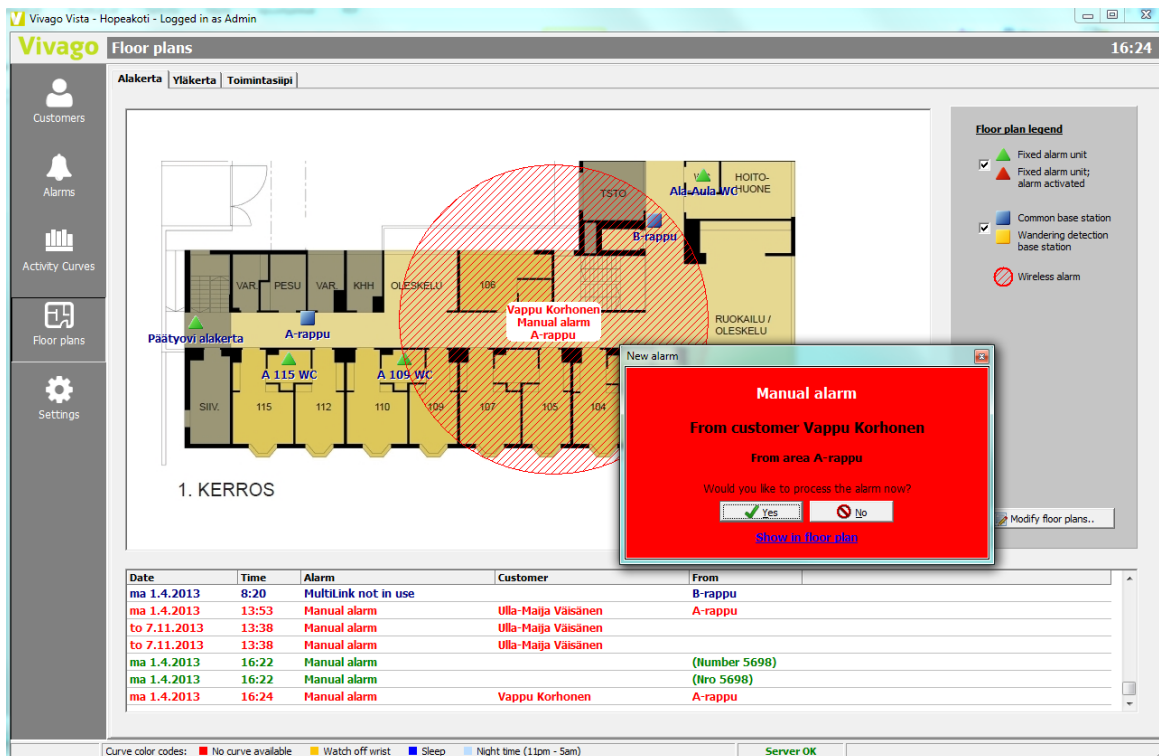 Vivago Vista - Hopeakoti - Logged in as Admin
Vivago Floor plans 16:24
Customers
Alarms
Activity Curves
Floor plans
Settings
Alakerta Yläkerta Toimintasiipi
TSTO
HOITO-
HUONE
Ala-Aula WC
B-rappu
VAR. PESU VAR. KHH OLESKELU 106
Vappu Korhonen
Manual alarm
A-rappu
RUOKAILU /
OLESKELU
Päätyovi alakerta
A-rappu
A 115 WC
A 109 WC
SIIV. 115 112 110 109 107 105 104
1. KERROS
Floor plan legend
Fixed alarm unit
Fixed alarm unit;
alarm activated
Common base station
Wandering detection
base station
Wireless alarm
Modify floor plans..
New alarm
Manual alarm
From customer Vappu Korhonen
From area A-rappu
Would you like to process the alarm now?
Yes No
Show in floor plan
Date Time Alarm Customer From
ma 1.4.2013 8:20 MultiLink not in use B-rappu
ma 1.4.2013 13:53 Manual alarm Ulla-Maija Väisänen A-rappu
to 7.11.2013 13:38 Manual alarm Ulla-Maija Väisänen
to 7.11.2013 13:38 Manual alarm Ulla-Maija Väisänen
ma 1.4.2013 16:22 Manual alarm (Number 5698)
ma 1.4.2013 16:22 Manual alarm (Nro 5698)
ma 1.4.2013 16:24 Manual alarm Vappu Korhonen A-rappu
Curve color codes: No curve available Watch off wrist Sleep Night time (11pm - 5am) Server OK